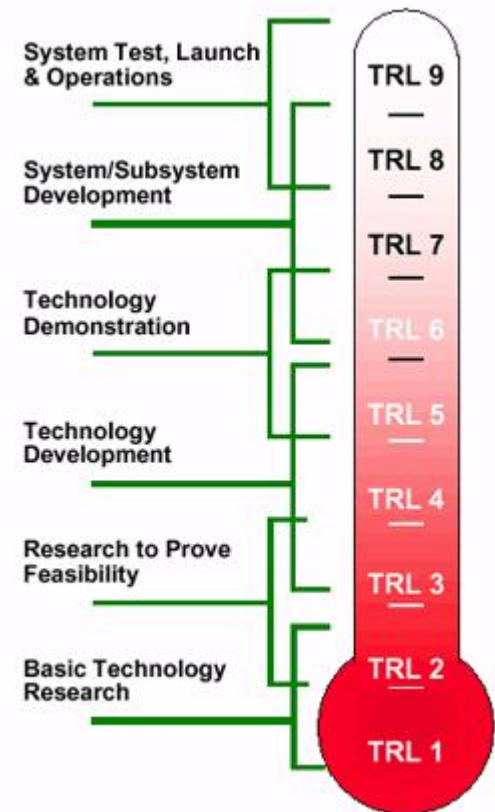 System Test, Launch
& Operations
System/Subsystem
Development
Technology
Demonstration
Technology
Development
Research to Prove
Feasibility
Basic Technology
Research
TRL 9
TRL 8
TRL 7
TRL 6
TRL 5
TRL 4
TRL 3
TRL 2
TRL 1